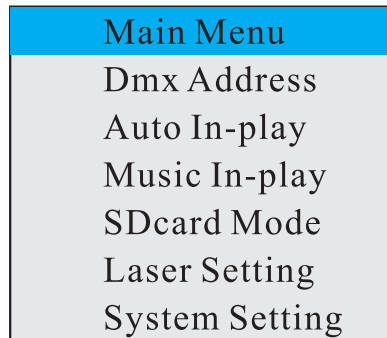 Main Menu
Dmx Address
Auto In-play
Music In-play
SDcard Mode
Laser Setting
System Setting